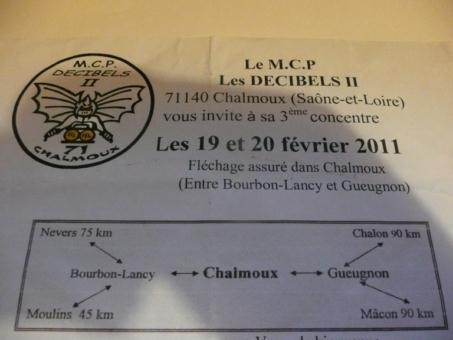 M.C.P.
DECIBELS
II
71
CHALMOUX
Le M.C.P
Les DECIBELS II
71140 Chalmoux (Saône-et-Loire)
vous invite à sa 3ème concentre
Les 19 et 20 février 2011
Fléchage assuré dans Chalmoux
(Entre Bourbon-Lancy et Gueugnon)
Nevers 75 km
Chalon 90 km
Bourbon-Lancy
Chalmoux
Gueugnon
Moulins 45 km
Mâcon 90 km